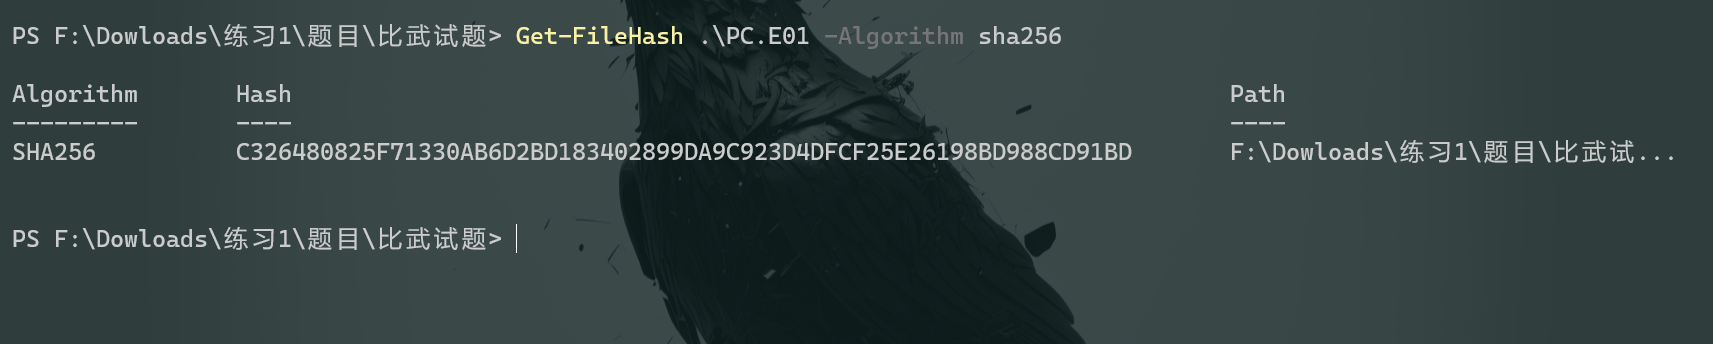 PS F:\Dowloads\练习1\题目\比武试题> Get-FileHash .\PC.E01 -Algorithm sha256
Algorithm Hash Path
--------- ---- ----
SHA256 C326480825F71330AB6D2BD183402899DA9C923D4DFCF25E26198BD988CD91BD F:\Dowloads\练习1\题目\比武试...
PS F:\Dowloads\练习1\题目\比武试题>